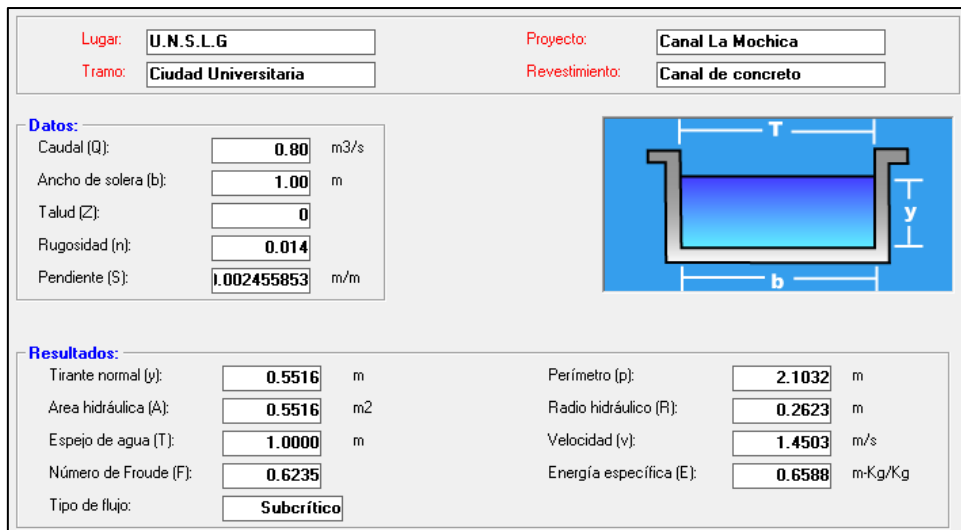 Lugar: U.N.S.L.G Proyecto: Canal La Mochica
Tramo: Ciudad Universitaria Revestimiento: Canal de concreto
Datos:
Caudal (Q): 0.80 m3/s
Ancho de solera (b): 1.00 m
Talud (Z): 0
Rugosidad (n): 0.014
Pendiente (S): .002455853 m/m
T
y
b
Resultados:
Tirante normal (y): 0.5516 m Perímetro (p): 2.1032 m
Area hidráulica (A): 0.5516 m2 Radio hidráulico (R): 0.2623 m
Espejo de agua (T): 1.0000 m Velocidad (v): 1.4503 m/s
Número de Froude (F): 0.6235 Energía específica (E): 0.6588 m-Kg/Kg
Tipo de flujo: Subcrítico